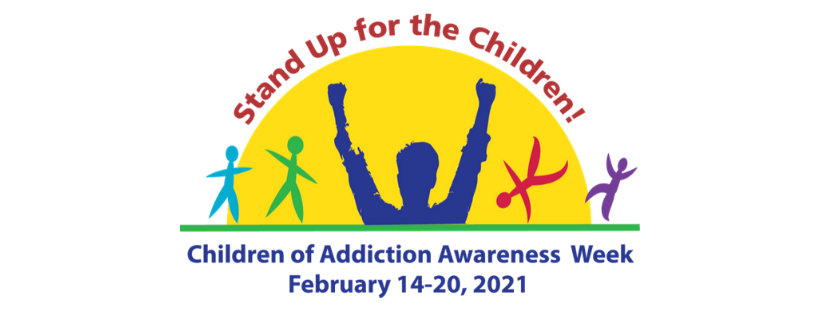 Stand Up for the Children!
Children of Addiction Awareness Week
February 14-20, 2021